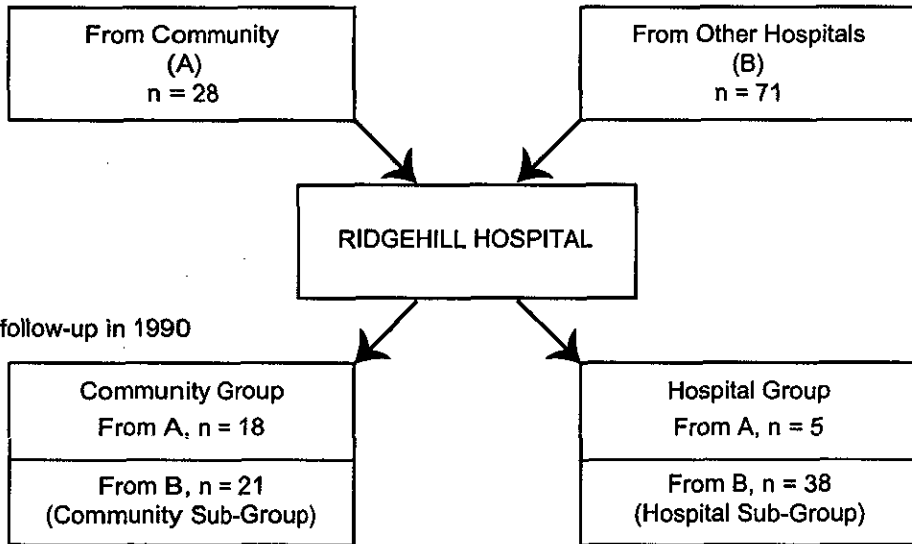 From Community
(A)
n = 28
From Other Hospitals
(B)
n = 71
RIDGEHILL HOSPITAL
follow-up in 1990
Community Group
From A, n = 18
From B, n = 21
(Community Sub-Group)
Hospital Group
From A, n = 5
From B, n = 38
(Hospital Sub-Group)